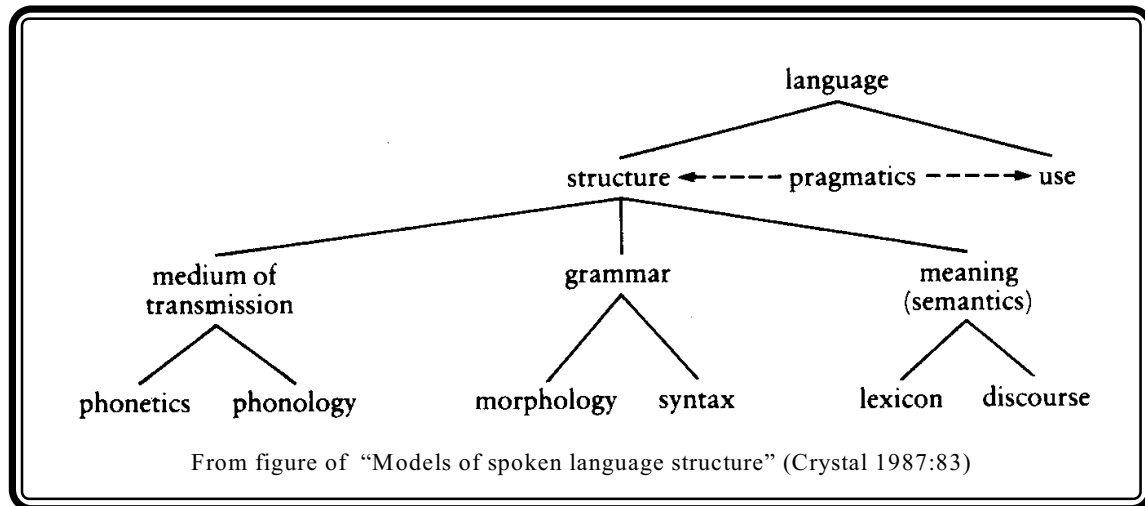 language
structure pragmatics use
medium of grammar meaning
transmission (semantics)
phonetics phonology morphology syntax lexicon discourse
From figure of “Models of spoken language structure” (Crystal 1987:83)